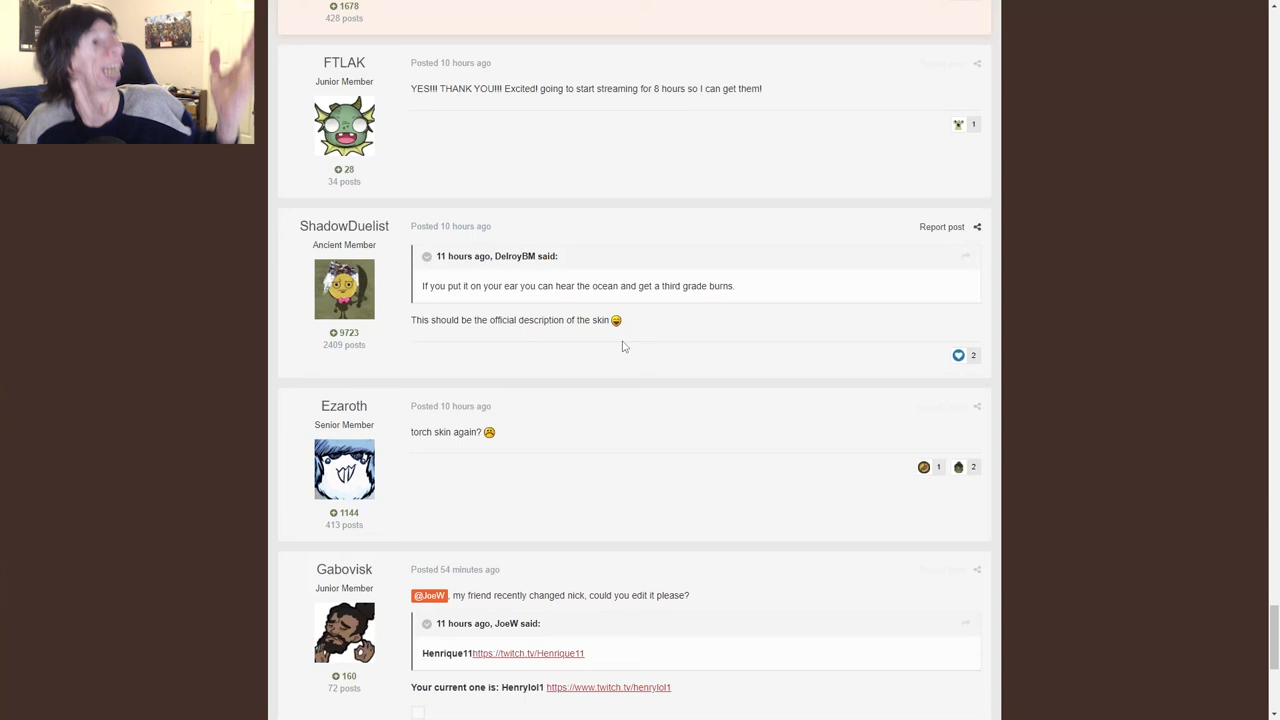 1678
428 posts
FTLAK
Junior Member
28
34 posts
Posted 10 hours ago
YES!!! THANK YOU!!! Excited! going to start streaming for 8 hours so I can get them!
1
ShadowDuelist
Ancient Member
9723
2409 posts
Posted 10 hours ago
Report post
11 hours ago, DelroyBM said:
If you put it on your ear you can hear the ocean and get a third grade burns.
This should be the official description of the skin
2
Ezaroth
Senior Member
1144
413 posts
Posted 10 hours ago
torch skin again?
1 2
Gabovisk
Junior Member
160
72 posts
Posted 54 minutes ago
@JoeW, my friend recently changed nick, could you edit it please?
11 hours ago, JoeW said:
Henrique11https://twitch.tv/Henrique11
Your current one is: Henrylol1 https://www.twitch.tv/henrylol1